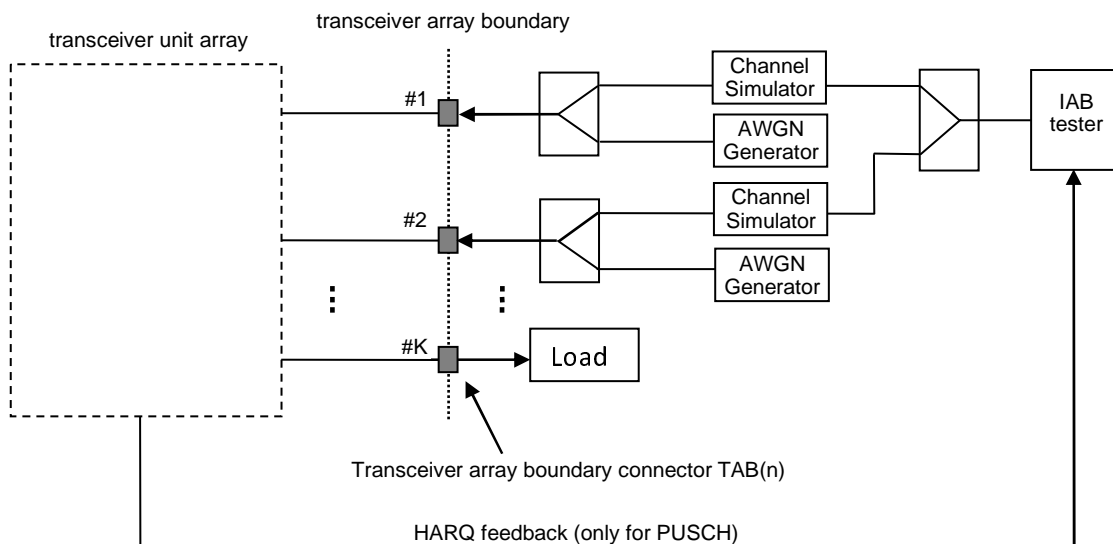 transceiver array boundary
transceiver unit array
#1
Channel
Simulator
AWGN
Generator
IAB
tester
#2
Channel
Simulator
AWGN
Generator
#K
Load
Transceiver array boundary connector TAB(n)
HARQ feedback (only for PUSCH)